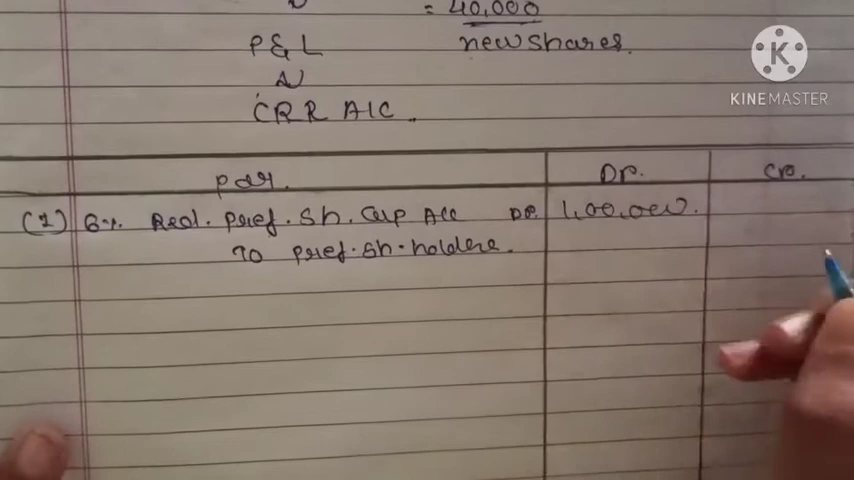 = 40,000
P & L new shares.
CRR A/C.
KINEMASTER
par. Dr. Cr.
(1) 6% Red. Pref. Sh. Cap A/c Dr. 1,00,000.
To Pref. Sh. holders.